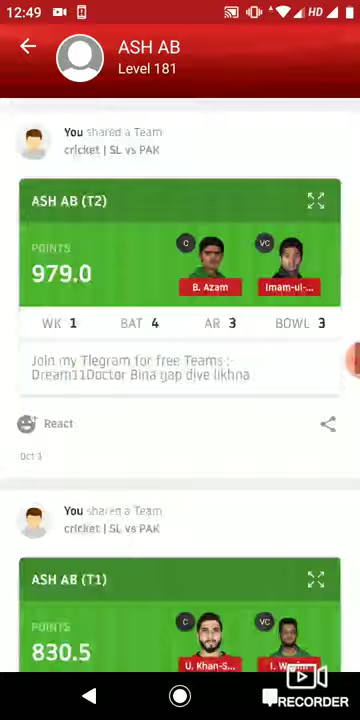 12:49
HD
ASH AB
Level 181
You shared a Team
cricket | SL vs PAK
ASH AB (T2)
POINTS
979.0
C
VC
B. Azam
Imam-ul-...
WK 1 BAT 4 AR 3 BOWL 3
Join my Tlegram for free Teams :-
Dream11Doctor Bina gap diye likhna
React
Oct 3
You shared a Team
cricket | SL vs PAK
ASH AB (T1)
POINTS
830.5
C
VC
U. Khan-S...
RECORDER